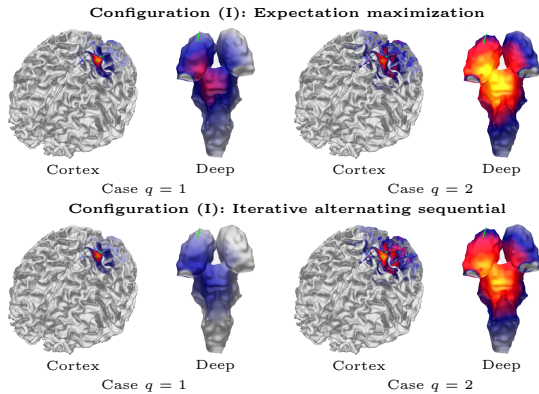 Configuration (I): Expectation maximization
Cortex Deep Cortex Deep
Case q = 1 Case q = 2
Configuration (I): Iterative alternating sequential
Cortex Deep Cortex Deep
Case q = 1 Case q = 2